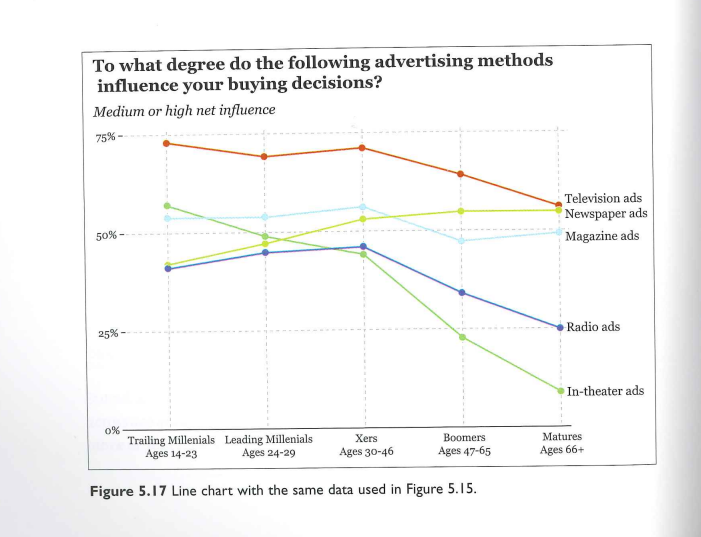 To what degree do the following advertising methods
influence your buying decisions?
Medium or high net influence
75%
50%
25%
0%
Television ads
Newspaper ads
Magazine ads
Radio ads
In-theater ads
Trailing Millenials
Ages 14-23
Leading Millenials
Ages 24-29
Xers
Ages 30-46
Boomers
Ages 47-65
Matures
Ages 66+
Figure 5.17 Line chart with the same data used in Figure 5.15.